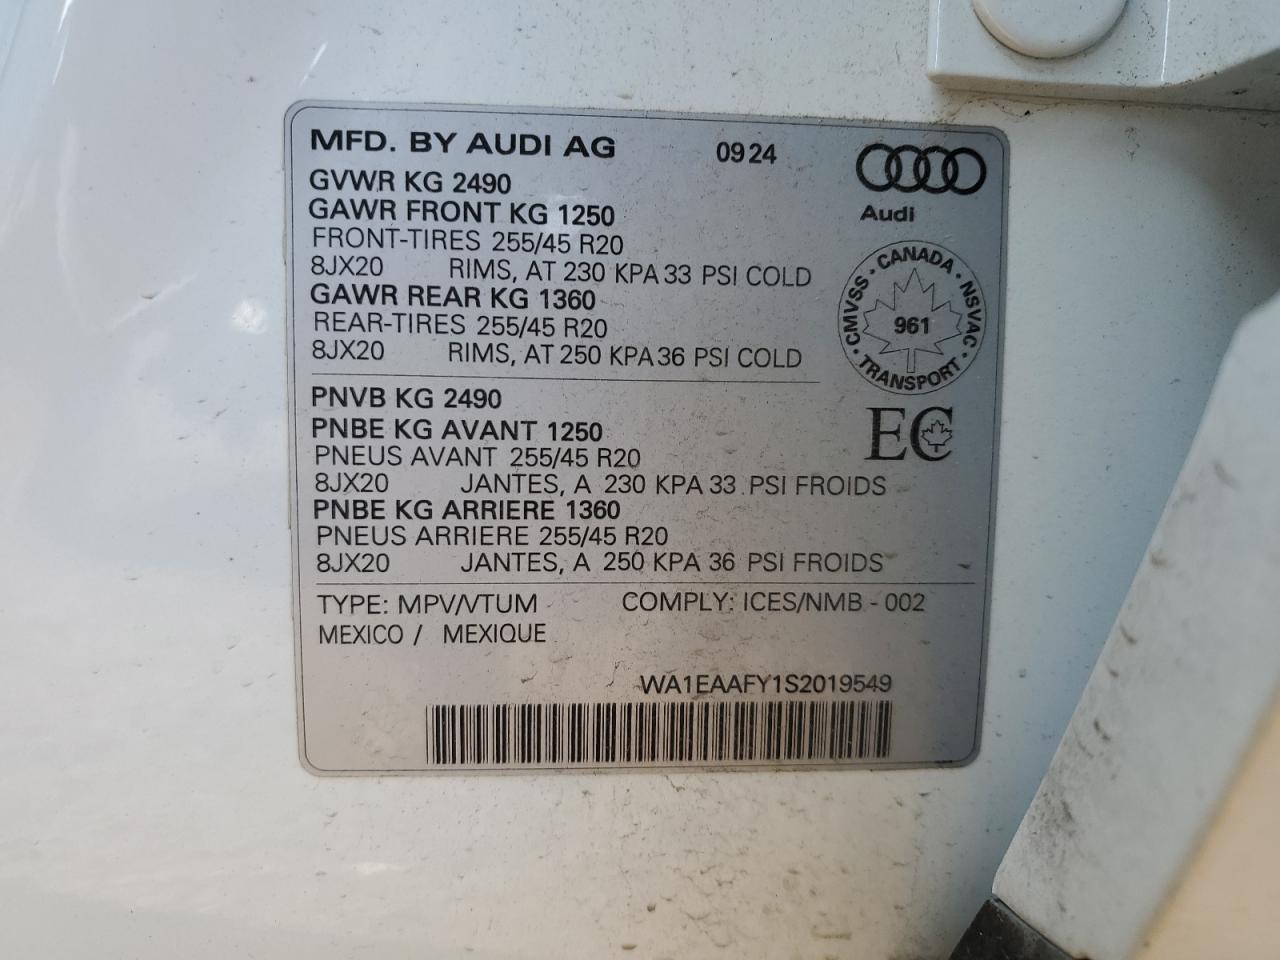 MFD. BY AUDI AG 09 24
GVWR KG 2490
GAWR FRONT KG 1250
Audi
FRONT-TIRES 255/45 R20
8JX20 RIMS, AT 230 KPA 33 PSI COLD
GAWR REAR KG 1360
REAR-TIRES 255/45 R20
8JX20 RIMS, AT 250 KPA 36 PSI COLD
CANADA · NSVAC · TRANSPORT · CMVSS ·
961
PNVB KG 2490
PNBE KG AVANT 1250
PNEUS AVANT 255/45 R20
8JX20 JANTES, A 230 KPA 33 PSI FROIDS
EC
PNBE KG ARRIERE 1360
PNEUS ARRIERE 255/45 R20
8JX20 JANTES, A 250 KPA 36 PSI FROIDS
TYPE: MPV/VTUM COMPLY: ICES/NMB - 002
MEXICO / MEXIQUE
WA1EAAFY1S2019549